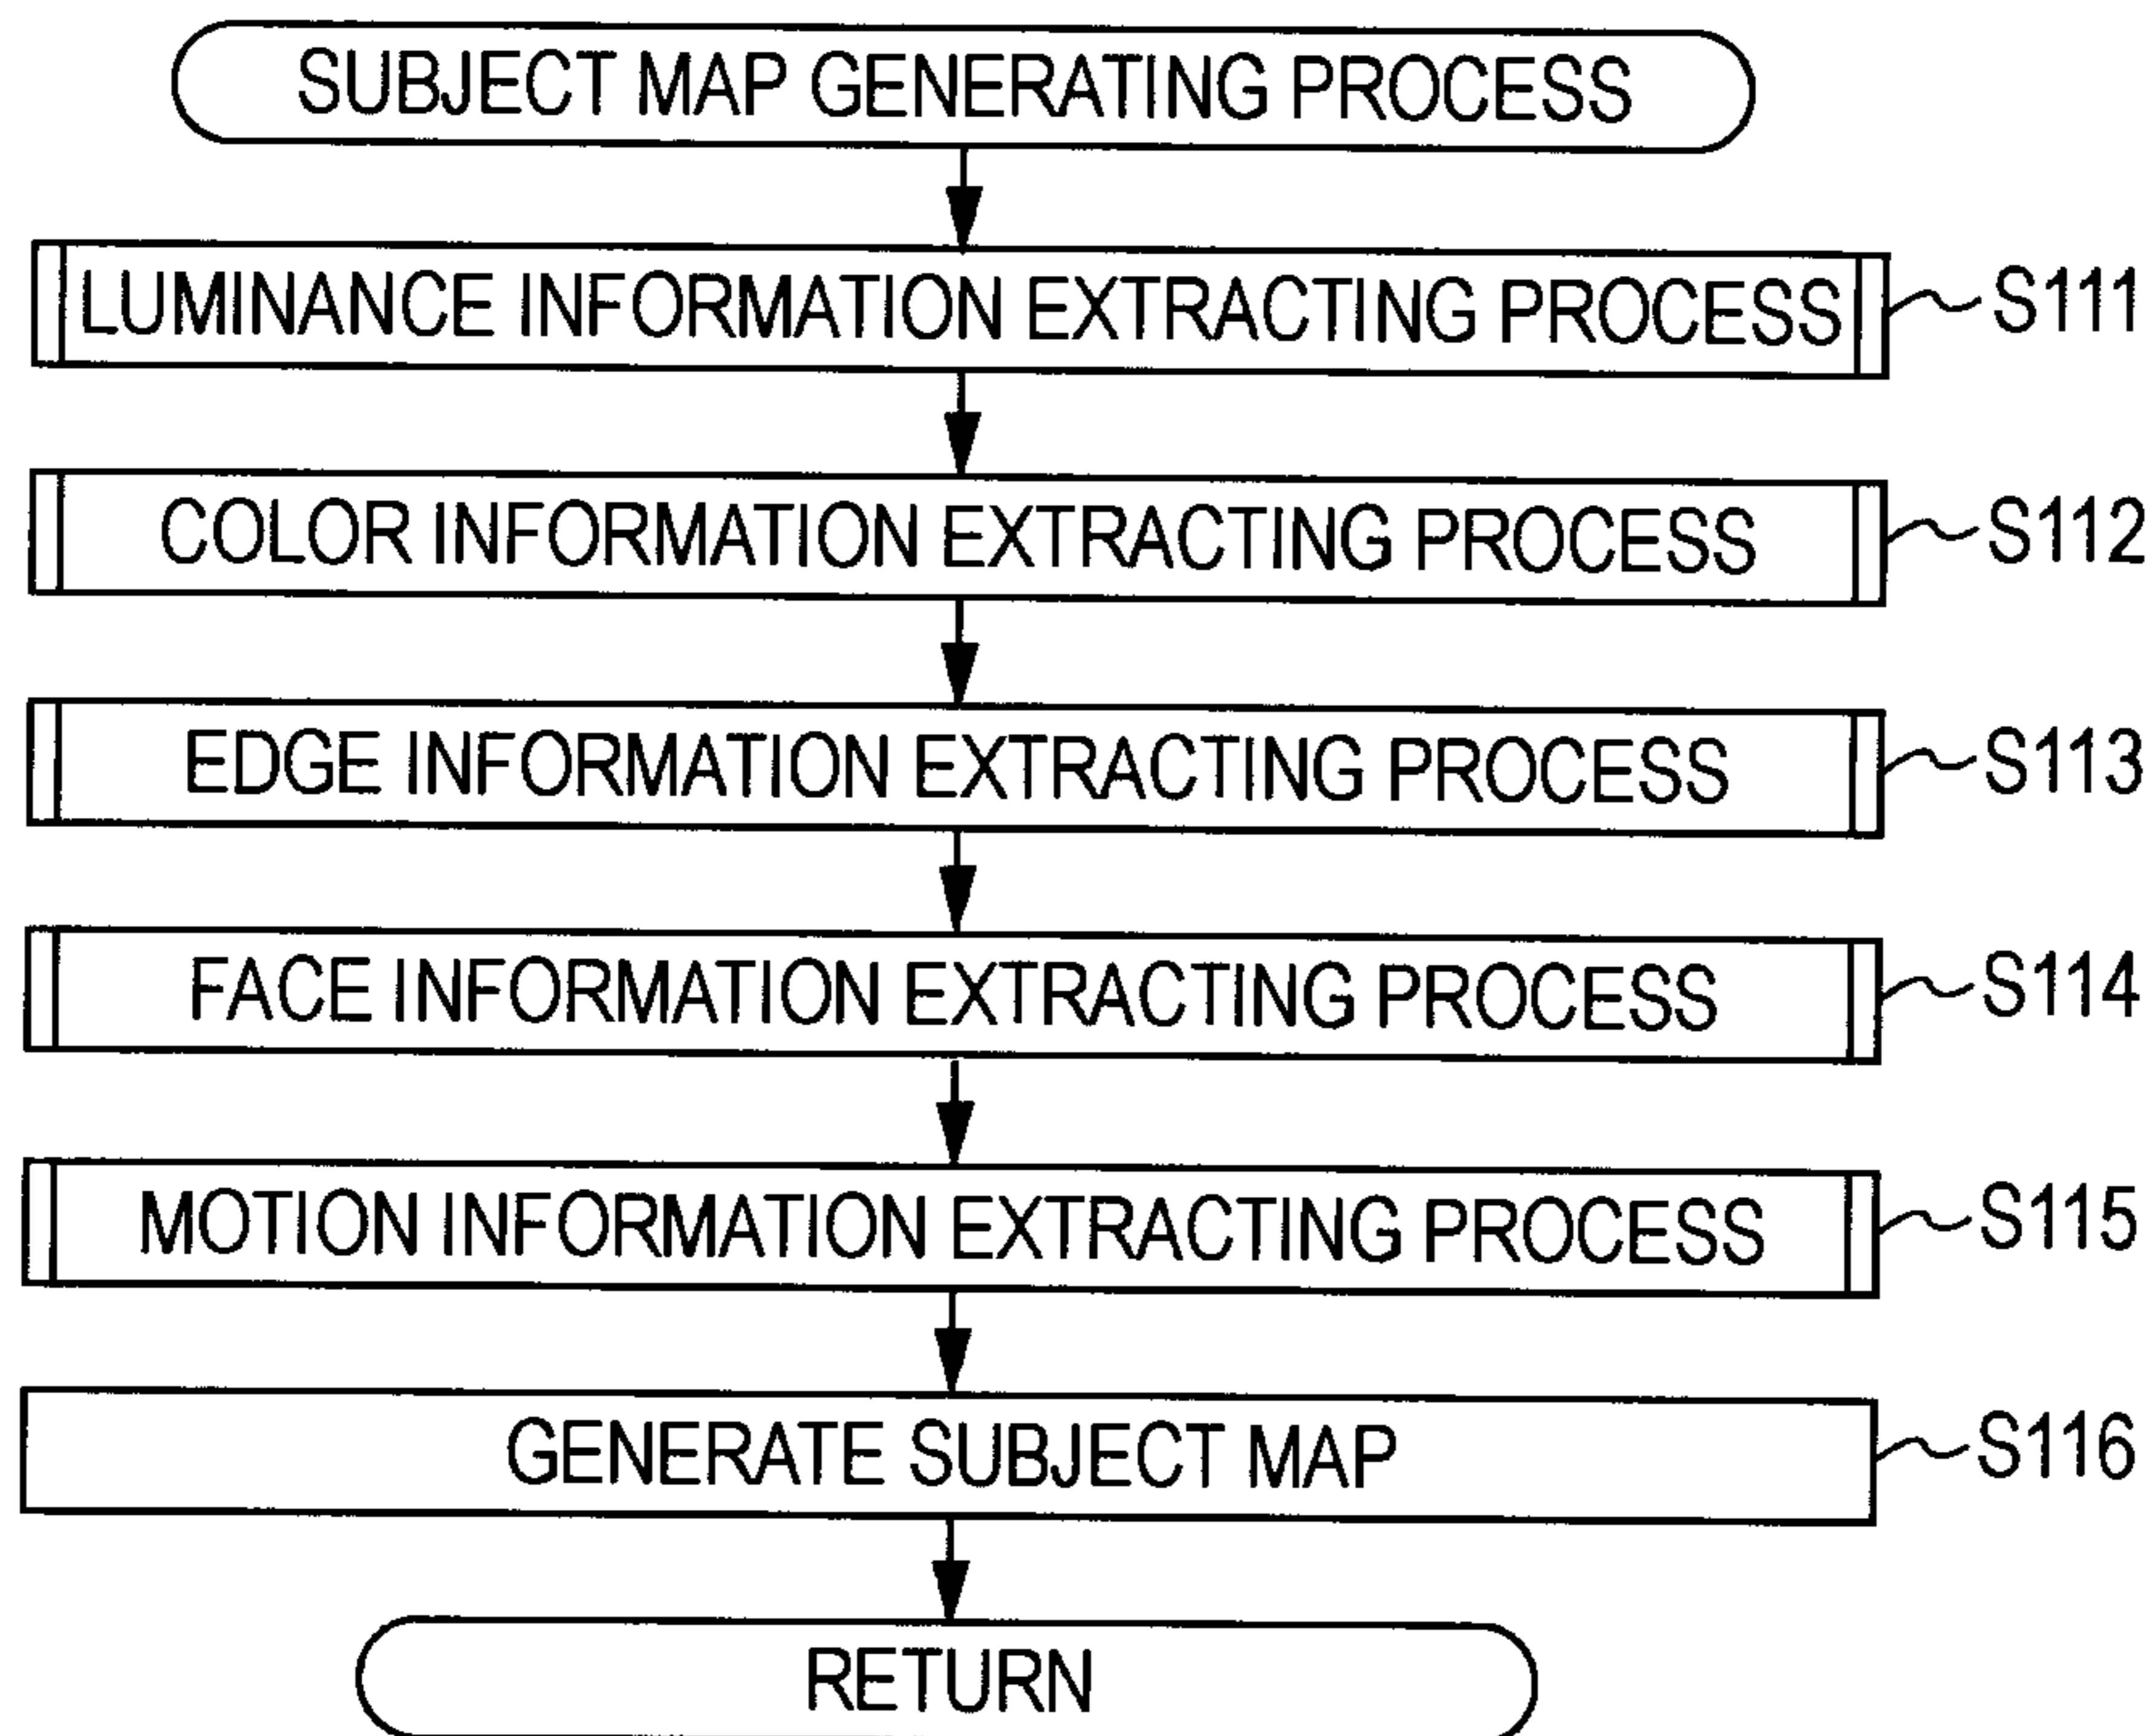 SUBJECT MAP GENERATING PROCESS
LUMINANCE INFORMATION EXTRACTING PROCESS S111
COLOR INFORMATION EXTRACTING PROCESS S112
EDGE INFORMATION EXTRACTING PROCESS S113
FACE INFORMATION EXTRACTING PROCESS S114
MOTION INFORMATION EXTRACTING PROCESS S115
GENERATE SUBJECT MAP S116
RETURN